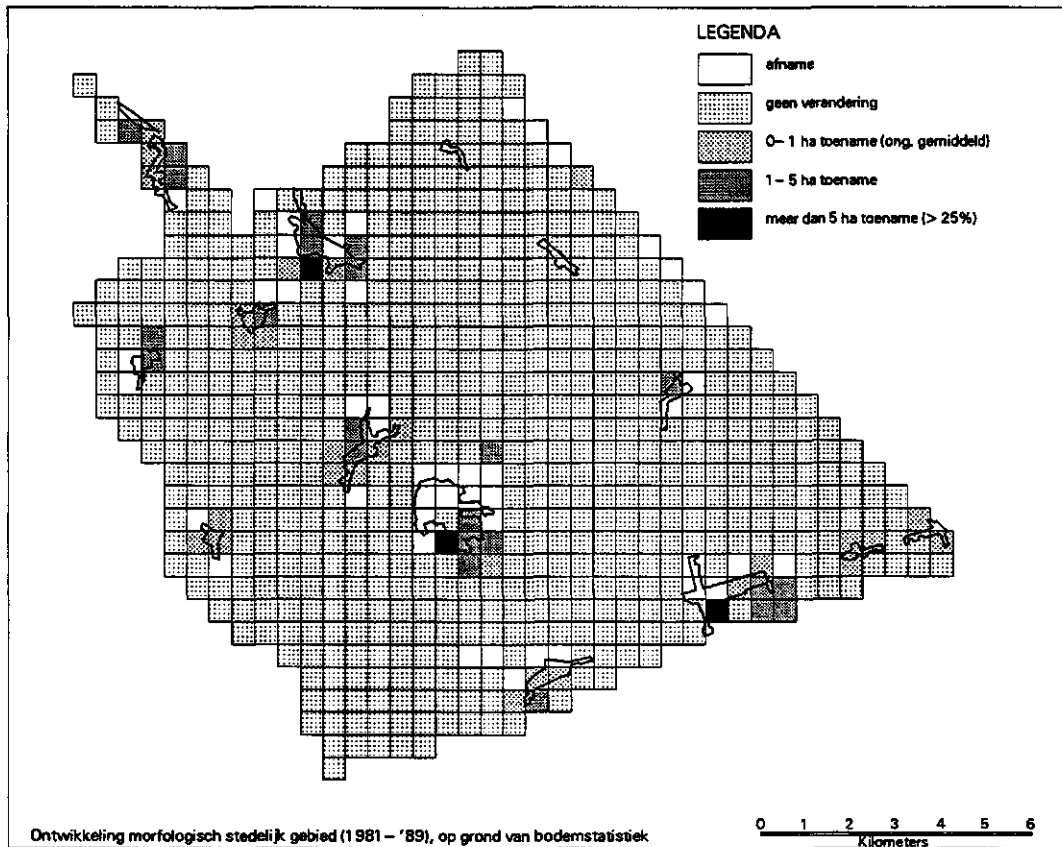 LEGENDA
afname
geen verandering
0– 1 ha toename (ong. gemiddeld)
1 – 5 ha toename
meer dan 5 ha toename (> 25%)
Ontwikkeling morfologisch stedelijk gebied (1981 – '89), op grond van bodemstatistiek
0 1 2 3 4 5 6
Kilometers